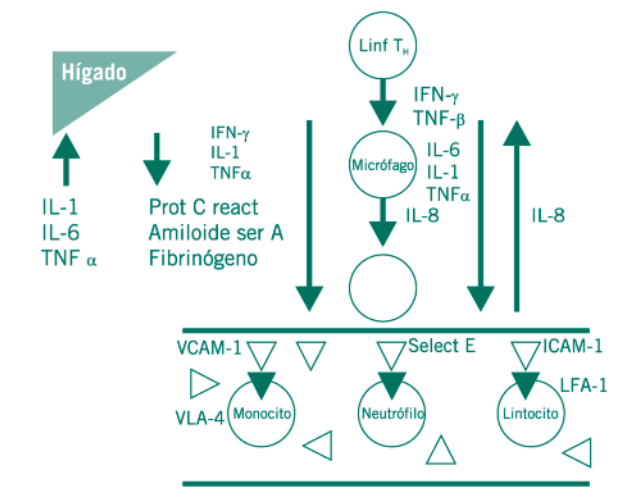 Hígado
IL-1
IL-6
TNF α
Prot C react
Amiloide ser A
Fibrinógeno
IFN-γ
IL-1
TNFα
Linf T_H
IFN-γ
TNF-β
Micrófago
IL-6
IL-1
TNFα
IL-8
IL-8
VCAM-1
Select E
ICAM-1
LFA-1
VLA-4
Monocito
Neutrófilo
Lintocito